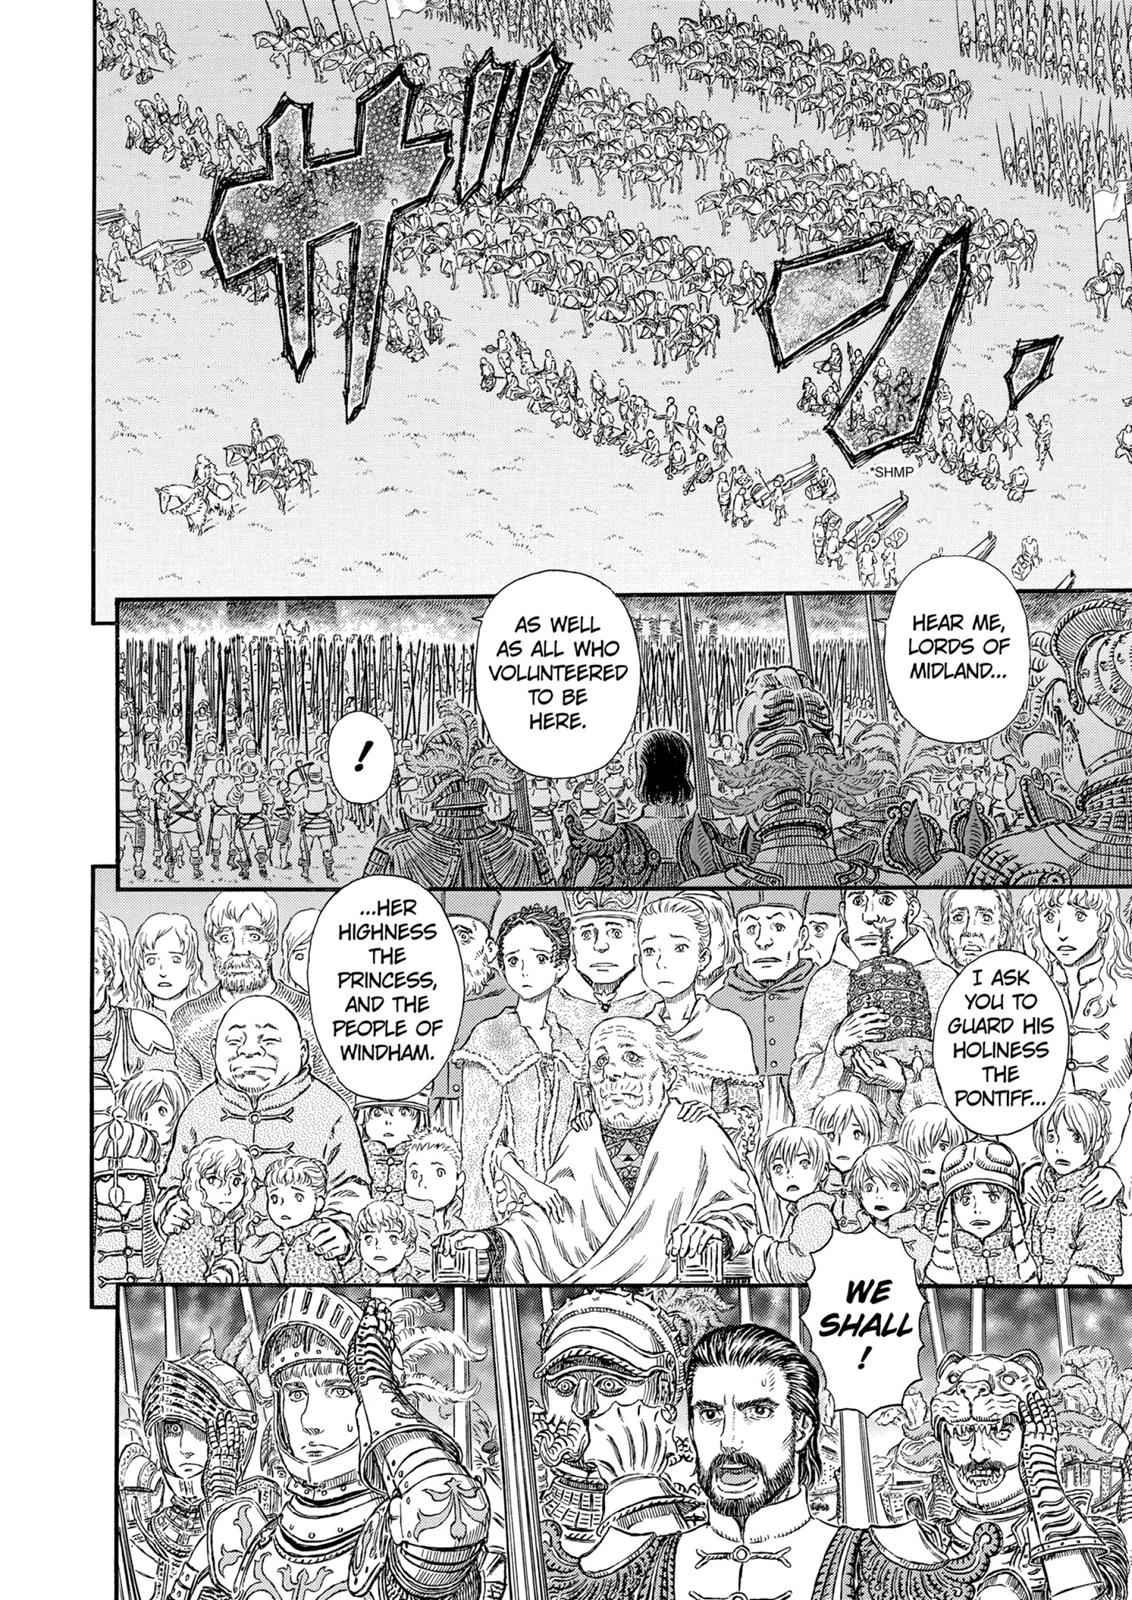 ザッ
*SHMP
HEAR ME,
LORDS OF
MIDLAND...
AS WELL
AS ALL WHO
VOLUNTEERED
TO BE
HERE.
!
I ASK
YOU TO
GUARD HIS
HOLINESS
THE
PONTIFF...
...HER
HIGHNESS
THE
PRINCESS,
AND THE
PEOPLE OF
WINDHAM.
WE
SHALL
!